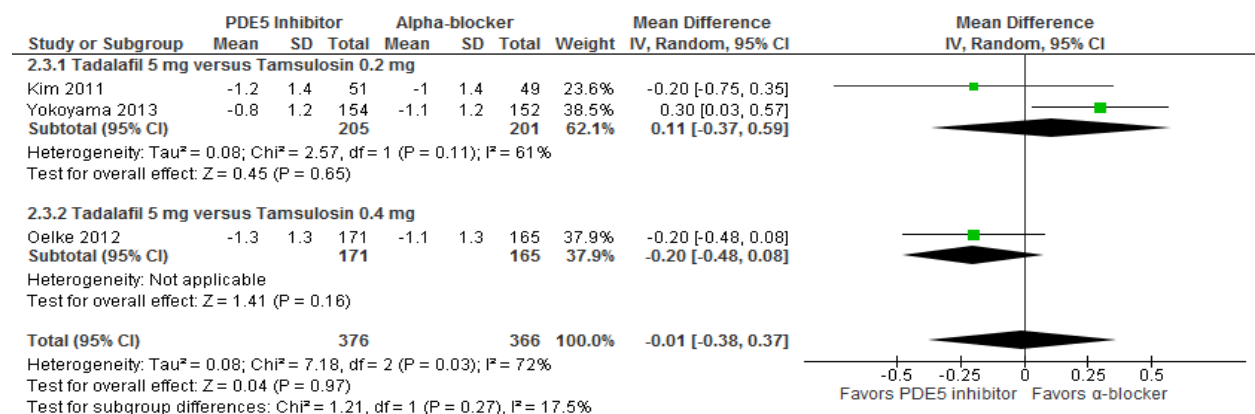 PDE5 Inhibitor Alpha-blocker Mean Difference Mean Difference
Study or Subgroup Mean SD Total Mean SD Total Weight IV, Random, 95% CI IV, Random, 95% CI
2.3.1 Tadalafil 5 mg versus Tamsulosin 0.2 mg
Kim 2011 -1.2 1.4 51 -1 1.4 49 23.6% -0.20 [-0.75, 0.35]
Yokoyama 2013 -0.8 1.2 154 -1.1 1.2 152 38.5% 0.30 [0.03, 0.57]
Subtotal (95% CI) 205 201 62.1% 0.11 [-0.37, 0.59]
Heterogeneity: Tau² = 0.08; Chi² = 2.57, df = 1 (P = 0.11); I² = 61%
Test for overall effect: Z = 0.45 (P = 0.65)
2.3.2 Tadalafil 5 mg versus Tamsulosin 0.4 mg
Oelke 2012 -1.3 1.3 171 -1.1 1.3 165 37.9% -0.20 [-0.48, 0.08]
Subtotal (95% CI) 171 165 37.9% -0.20 [-0.48, 0.08]
Heterogeneity: Not applicable
Test for overall effect: Z = 1.41 (P = 0.16)
Total (95% CI) 376 366 100.0% -0.01 [-0.38, 0.37]
Heterogeneity: Tau² = 0.08; Chi² = 7.18, df = 2 (P = 0.03); I² = 72%
Test for overall effect: Z = 0.04 (P = 0.97)
Test for subgroup differences: Chi² = 1.21, df = 1 (P = 0.27), I² = 17.5%
-0.5 -0.25 0 0.25 0.5
Favors PDE5 inhibitor Favors α-blocker